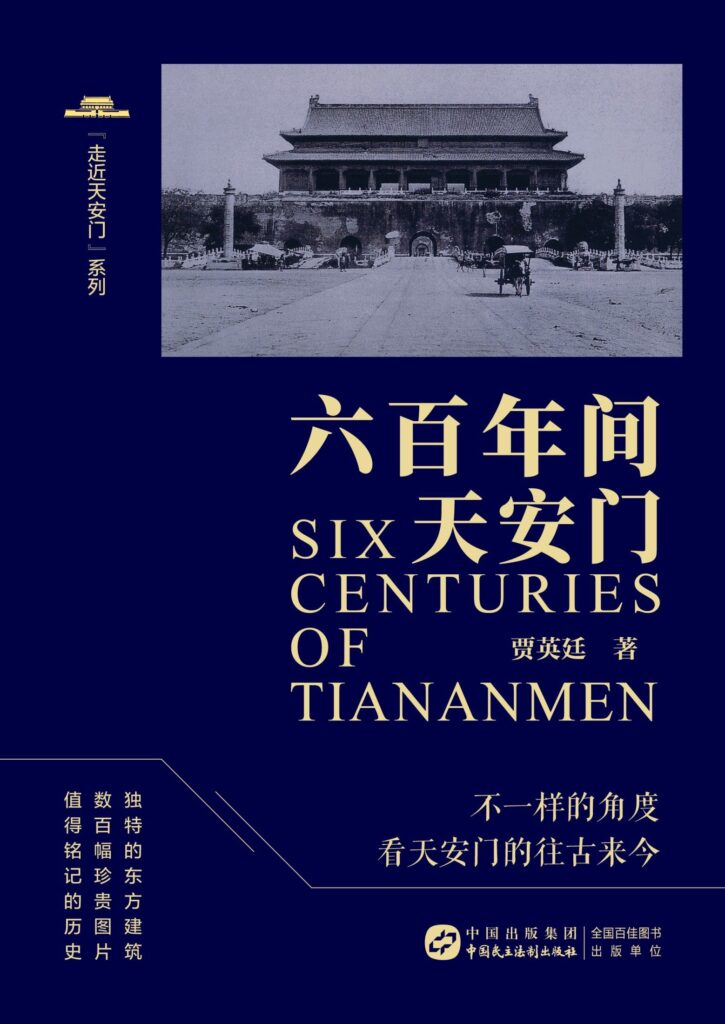 『走近天安门』系列
六百年间
天安门
SIX
CENTURIES
OF
TIANANMEN
贾英廷 著
不一样的角度
看天安门的往古来今
独特的东方建筑
数百幅珍贵图片
值得铭记的历史
中国出版集团
中国民主法制出版社
全国百佳图书
出版单位